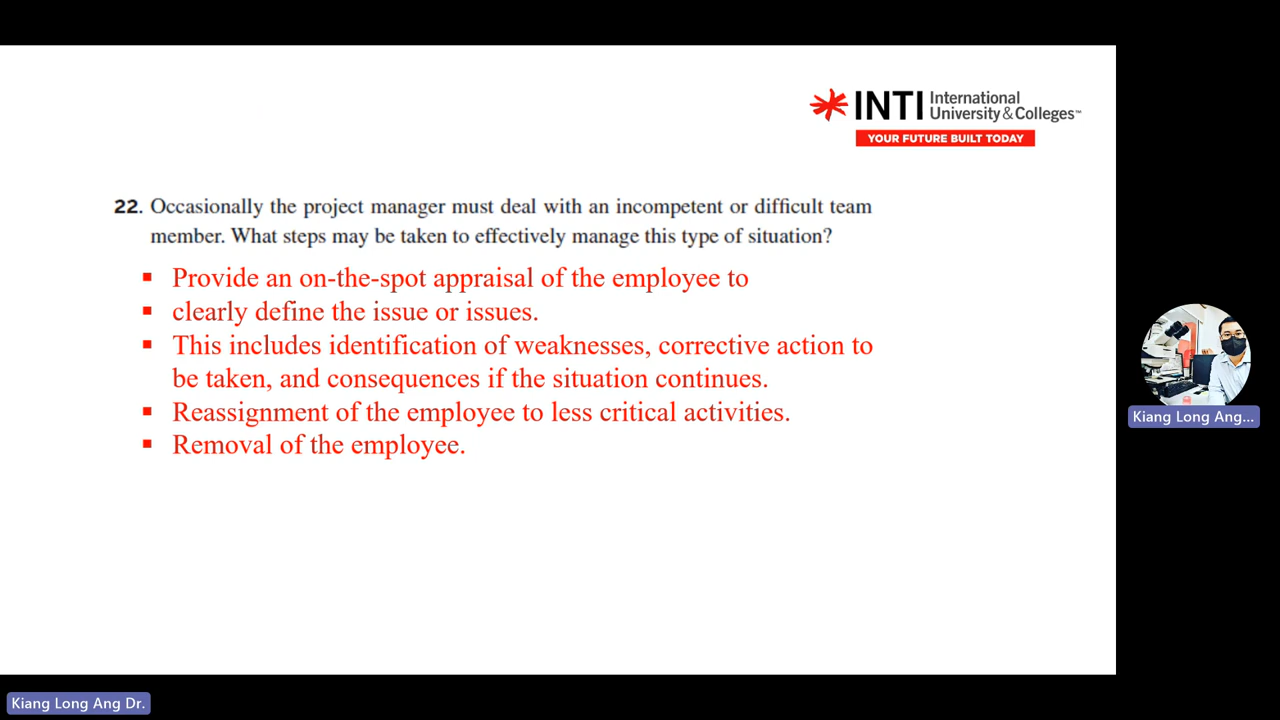 INTI International
University & Colleges™
YOUR FUTURE BUILT TODAY
22. Occasionally the project manager must deal with an incompetent or difficult team
member. What steps may be taken to effectively manage this type of situation?
▪ Provide an on-the-spot appraisal of the employee to
▪ clearly define the issue or issues.
▪ This includes identification of weaknesses, corrective action to
be taken, and consequences if the situation continues.
▪ Reassignment of the employee to less critical activities.
▪ Removal of the employee.
Kiang Long Ang...
Kiang Long Ang Dr.